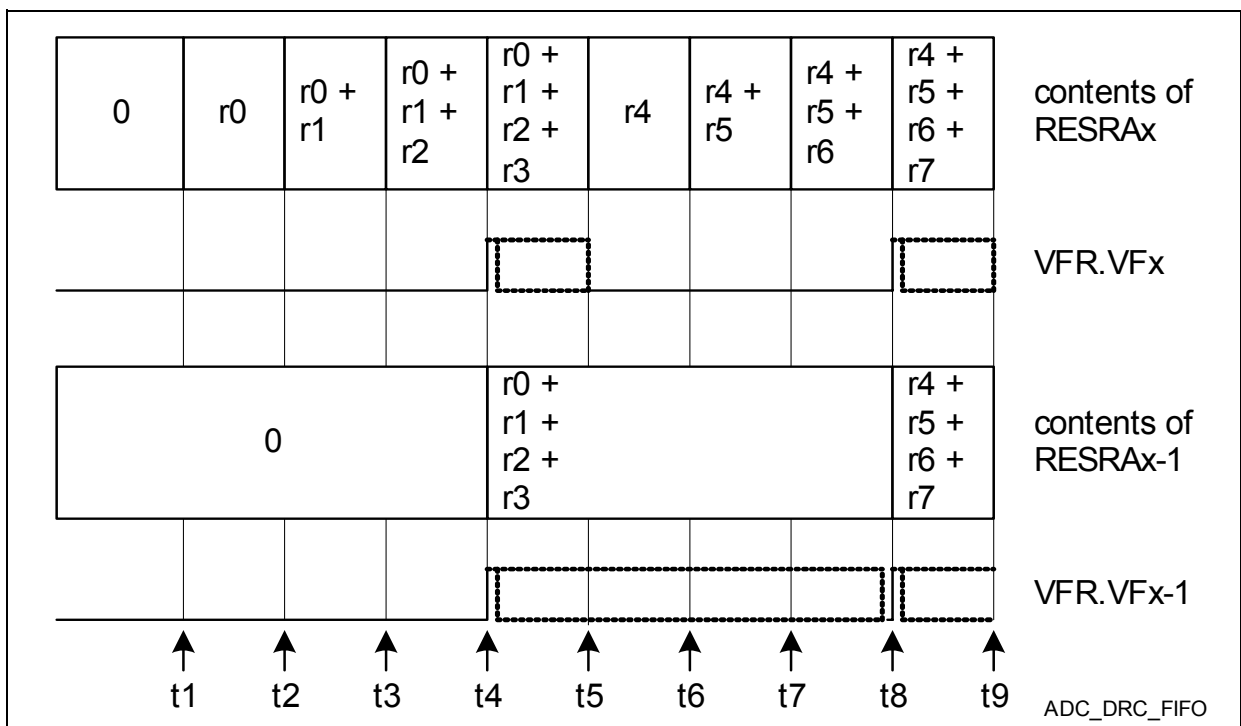 0
r0
r0 +
r1
r0 +
r1 +
r2
r0 +
r1 +
r2 +
r3
r4
r4 +
r5
r4 +
r5 +
r6
r4 +
r5 +
r6 +
r7
contents of
RESRAx
VFR.VFx
0
r0 +
r1 +
r2 +
r3
r4 +
r5 +
r6 +
r7
contents of
RESRAx-1
VFR.VFx-1
t1 t2 t3 t4 t5 t6 t7 t8 t9
ADC_DRC_FIFO